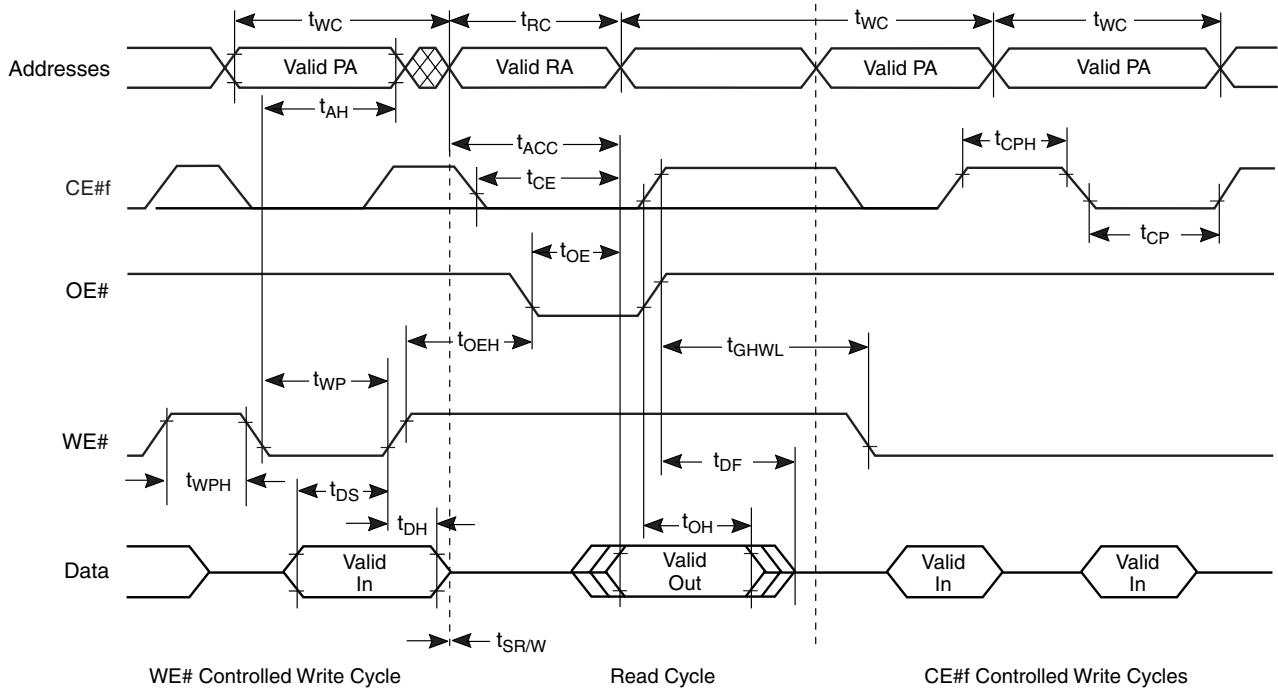 tWC tRC tWC tWC
Addresses Valid PA Valid RA Valid PA Valid PA
tAH
tACC tCPH
CE#f tCE
tCP
tOE
OE#
tOEH tGHWL
tWP
WE#
tDF
tWPH tDS
tDH tOH
Data Valid In Valid Out Valid In Valid In
tSR/W
WE# Controlled Write Cycle Read Cycle CE#f Controlled Write Cycles